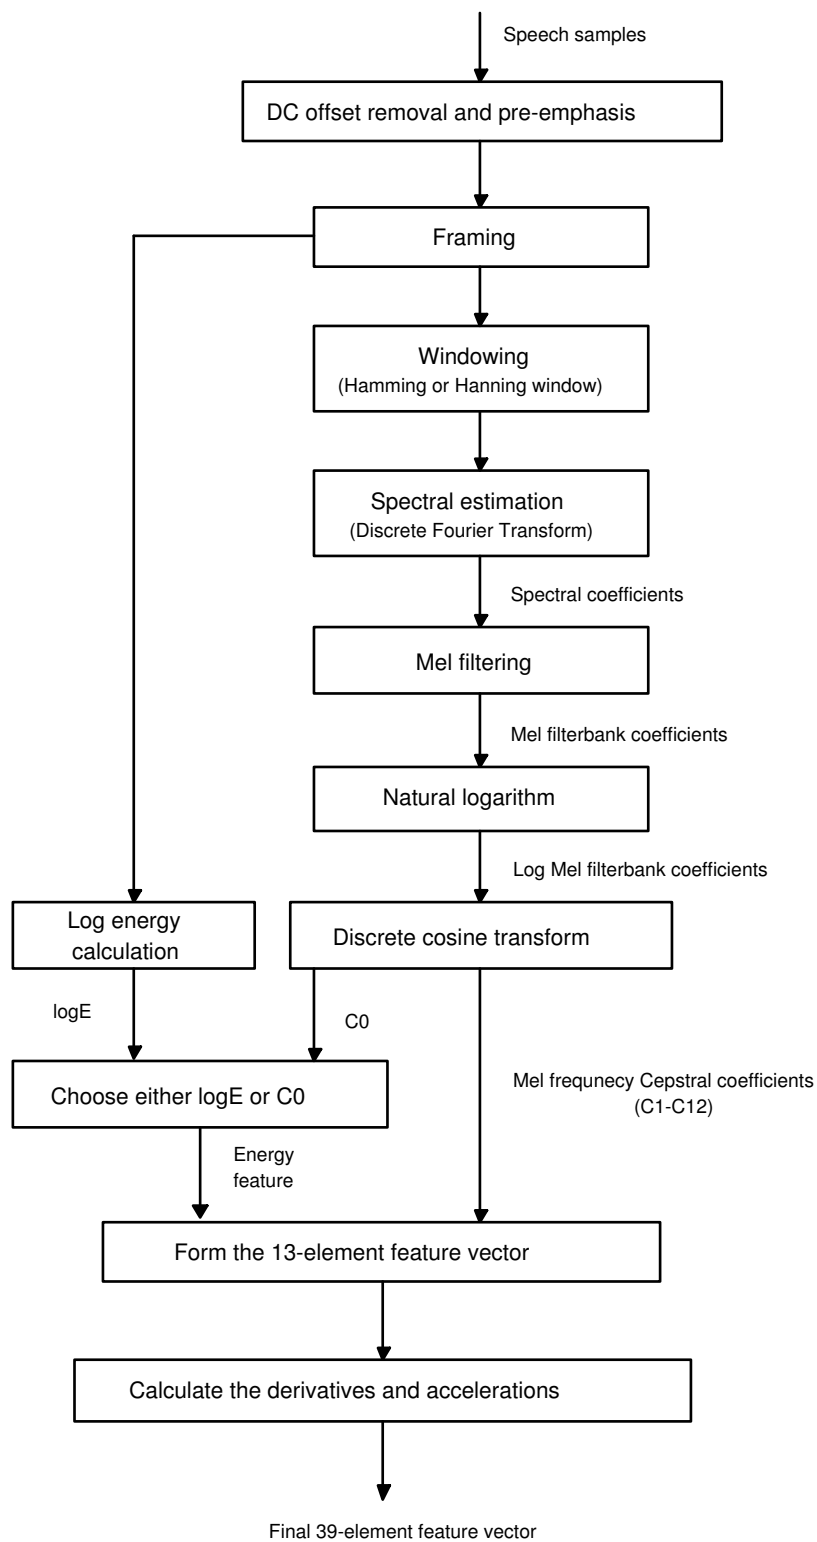 Speech samples
DC offset removal and pre-emphasis
Framing
Windowing
(Hamming or Hanning window)
Spectral estimation
(Discrete Fourier Transform)
Spectral coefficients
Mel filtering
Mel filterbank coefficients
Natural logarithm
Log Mel filterbank coefficients
Log energy
calculation
Discrete cosine transform
logE
C0
Mel frequnecy Cepstral coefficients
(C1-C12)
Choose either logE or C0
Energy
feature
Form the 13-element feature vector
Calculate the derivatives and accelerations
Final 39-element feature vector